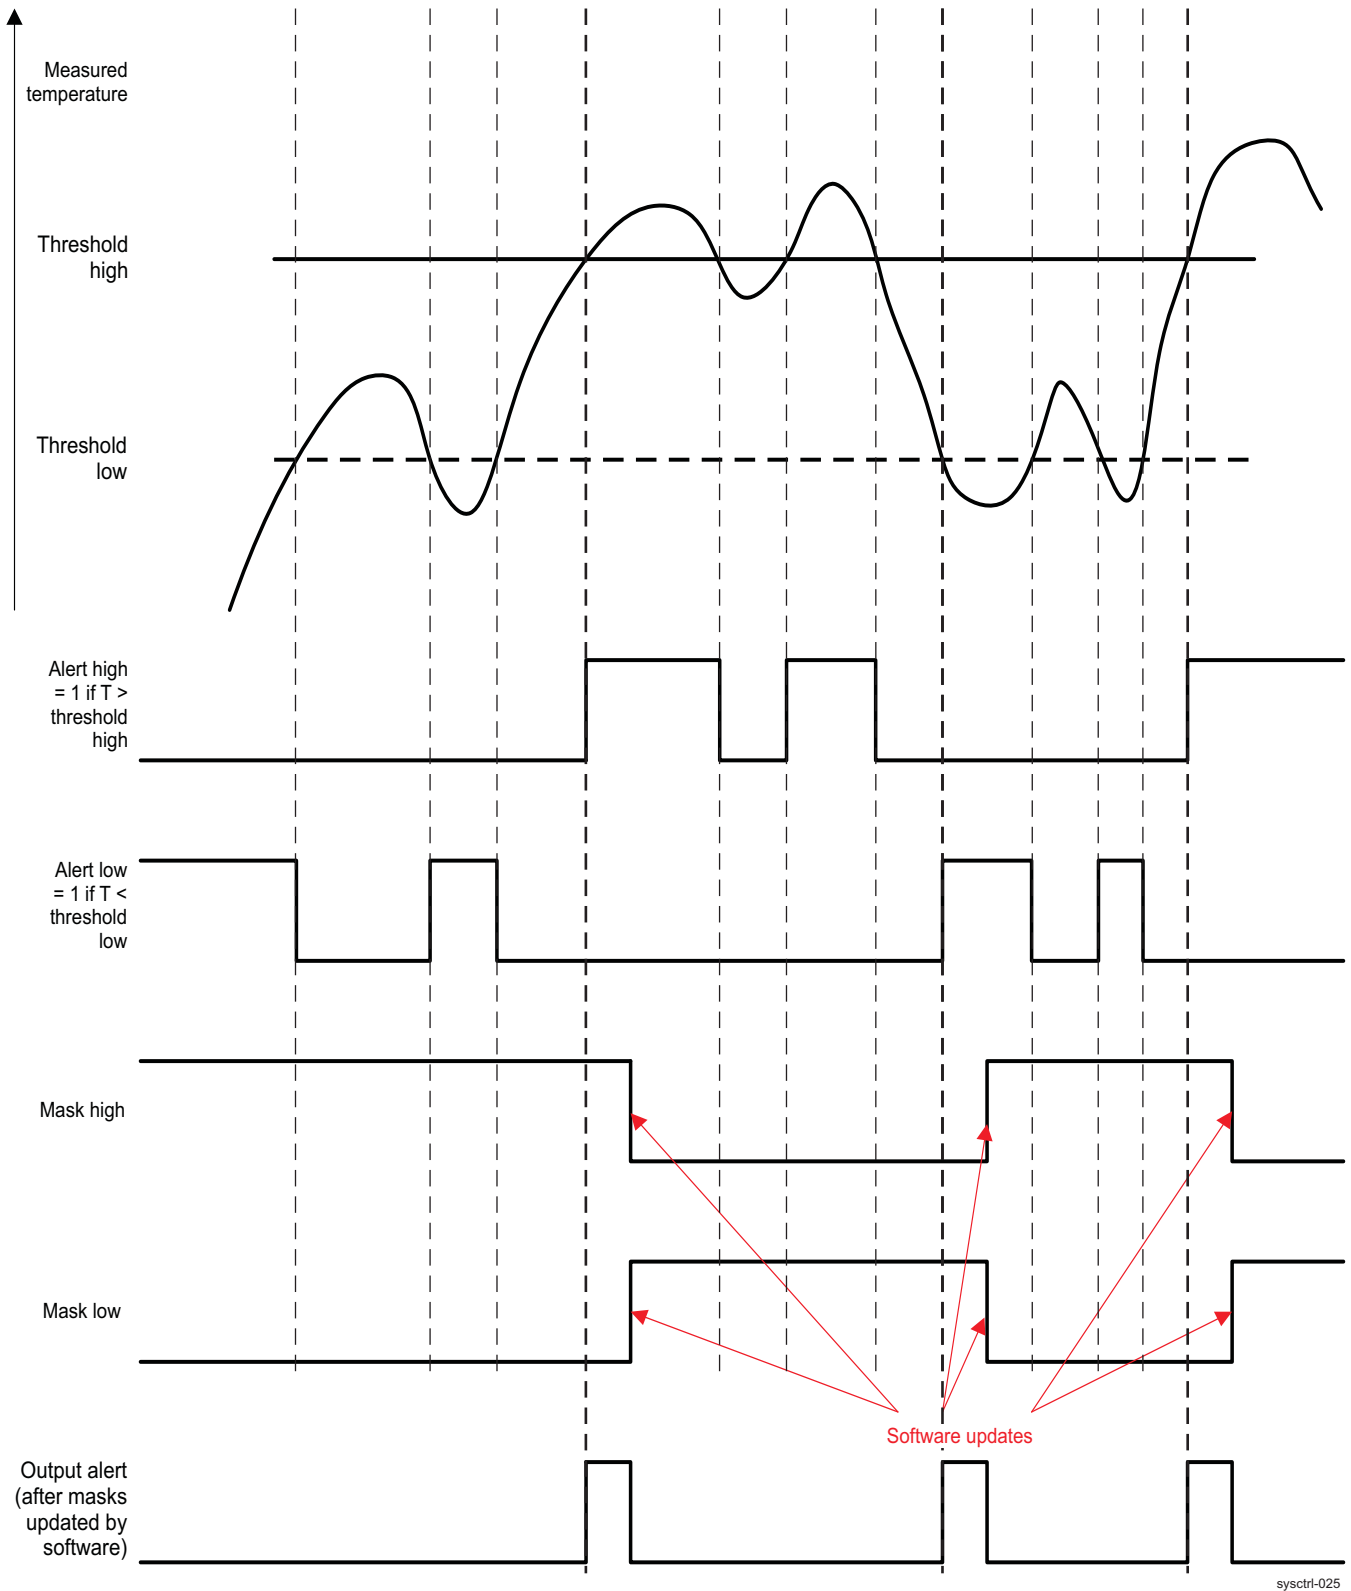 Measured
temperature
Threshold
high
Threshold
low
Alert high
= 1 if T >
threshold
high
Alert low
= 1 if T <
threshold
low
Mask high
Mask low
Software updates
Output alert
(after masks
updated by
software)
sysctrl-025